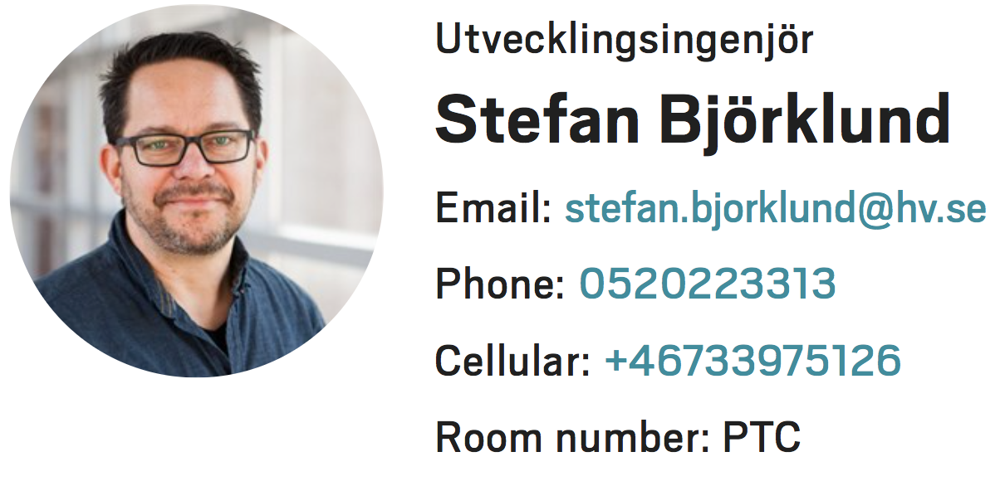 Utvecklingsingenjör
Stefan Björklund
Email: stefan.bjorklund@hv.se
Phone: 0520223313
Cellular: +46733975126
Room number: PTC